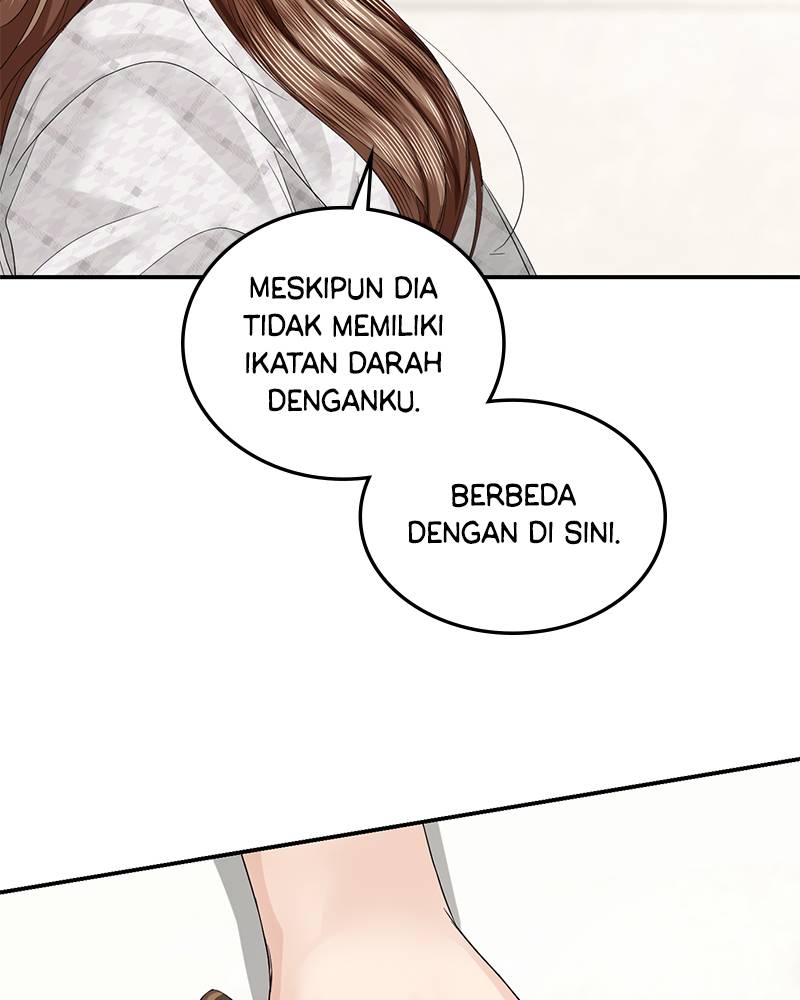 MESKIPUN DIA
TIDAK MEMILIKI
IKATAN DARAH
DENGANKU.
BERBEDA
DENGAN DI SINI.